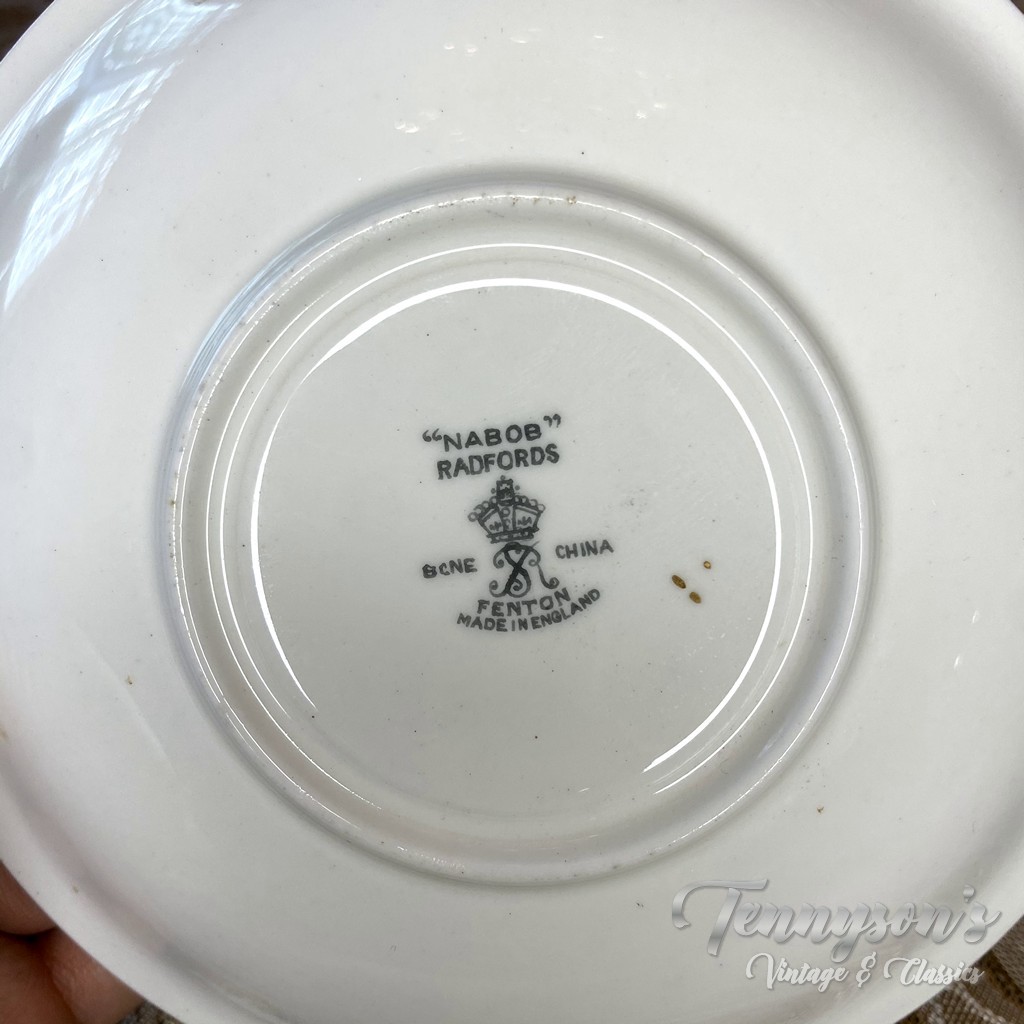 “NABOB”
RADFORDS
BONE CHINA
FENTON
MADE IN ENGLAND
Tennyson's
Vintage & Classics